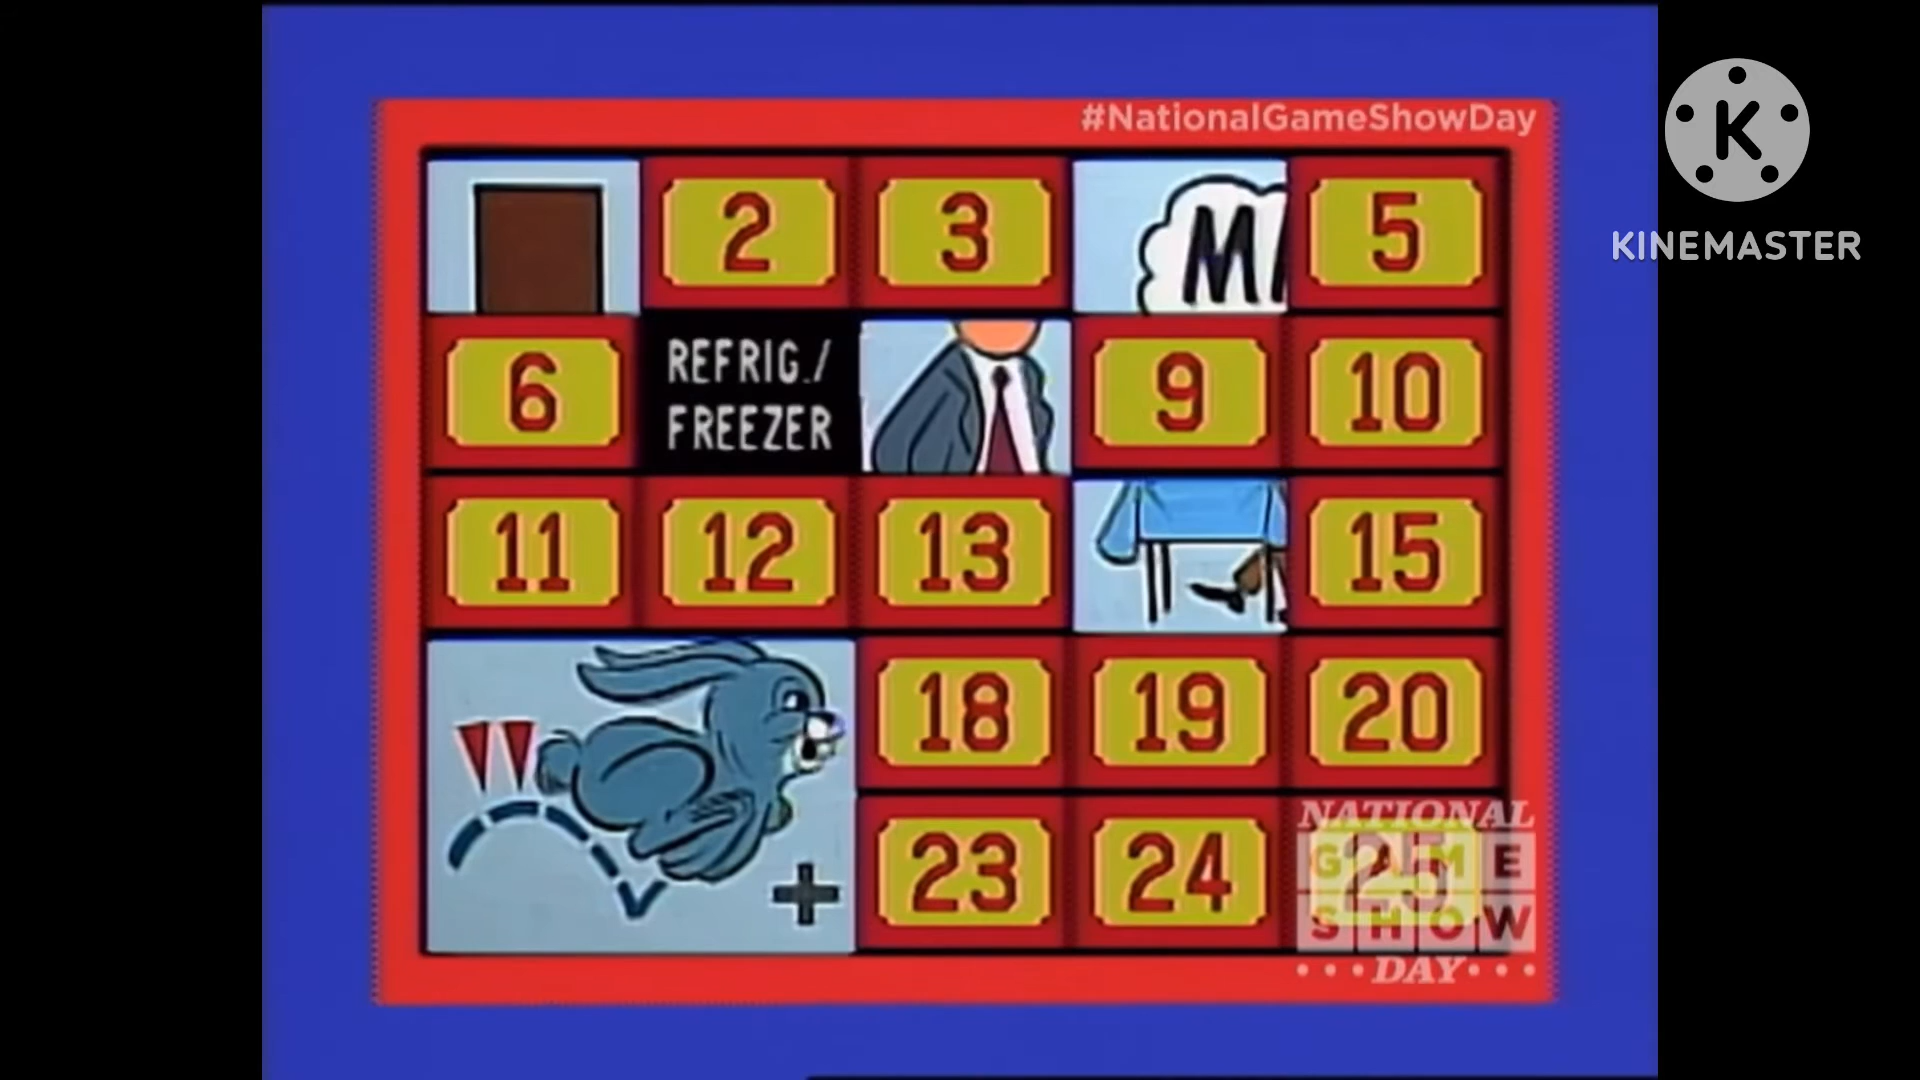 #NationalGameShowDay
K
KINEMASTER
2
3
M
5
6
REFRIG./
FREEZER
9
10
11
12
13
15
18
19
20
+
23
24
25
NATIONAL
GAME
SHOW
DAY